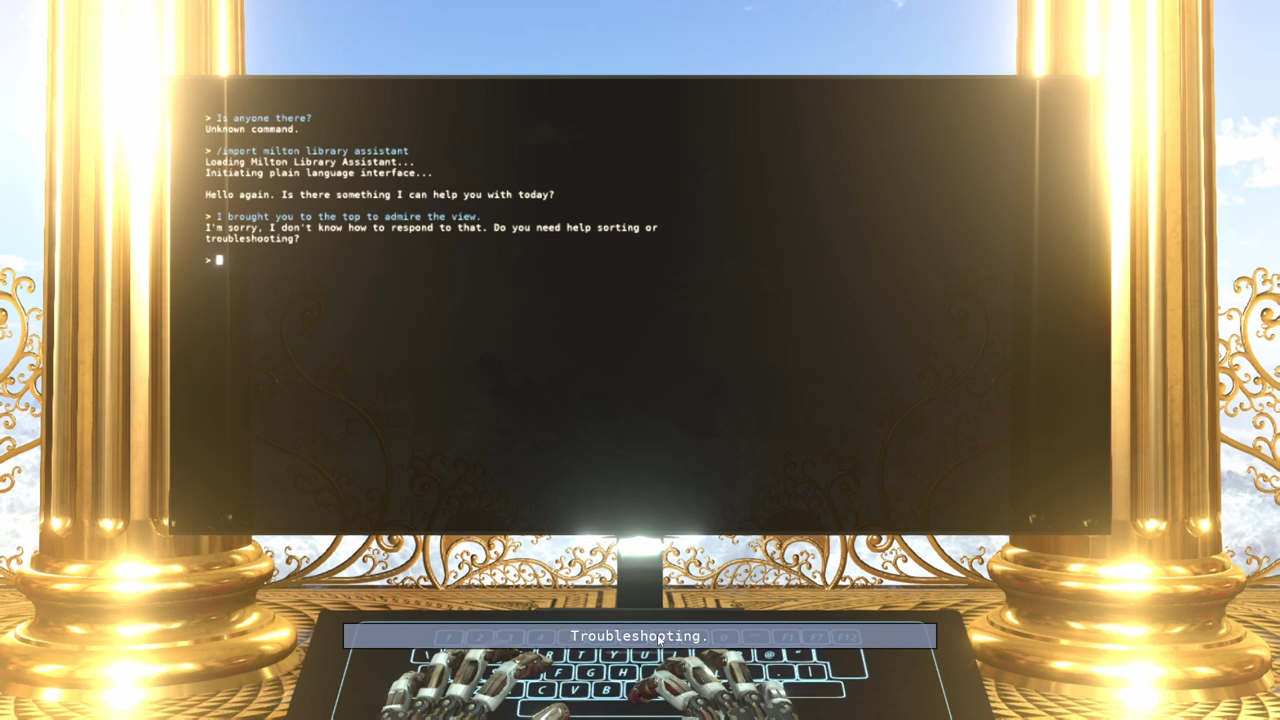 > Is anyone there?
Unknown command.
> /import milton library assistant
Loading Milton Library Assistant...
Initiating plain language interface...
Hello again. Is there something I can help you with today?
> I brought you to the top to admire the view.
I'm sorry, I don't know how to respond to that. Do you need help sorting or
troubleshooting?
>
Troubleshooting.
R T Y U @
F G H
C V B